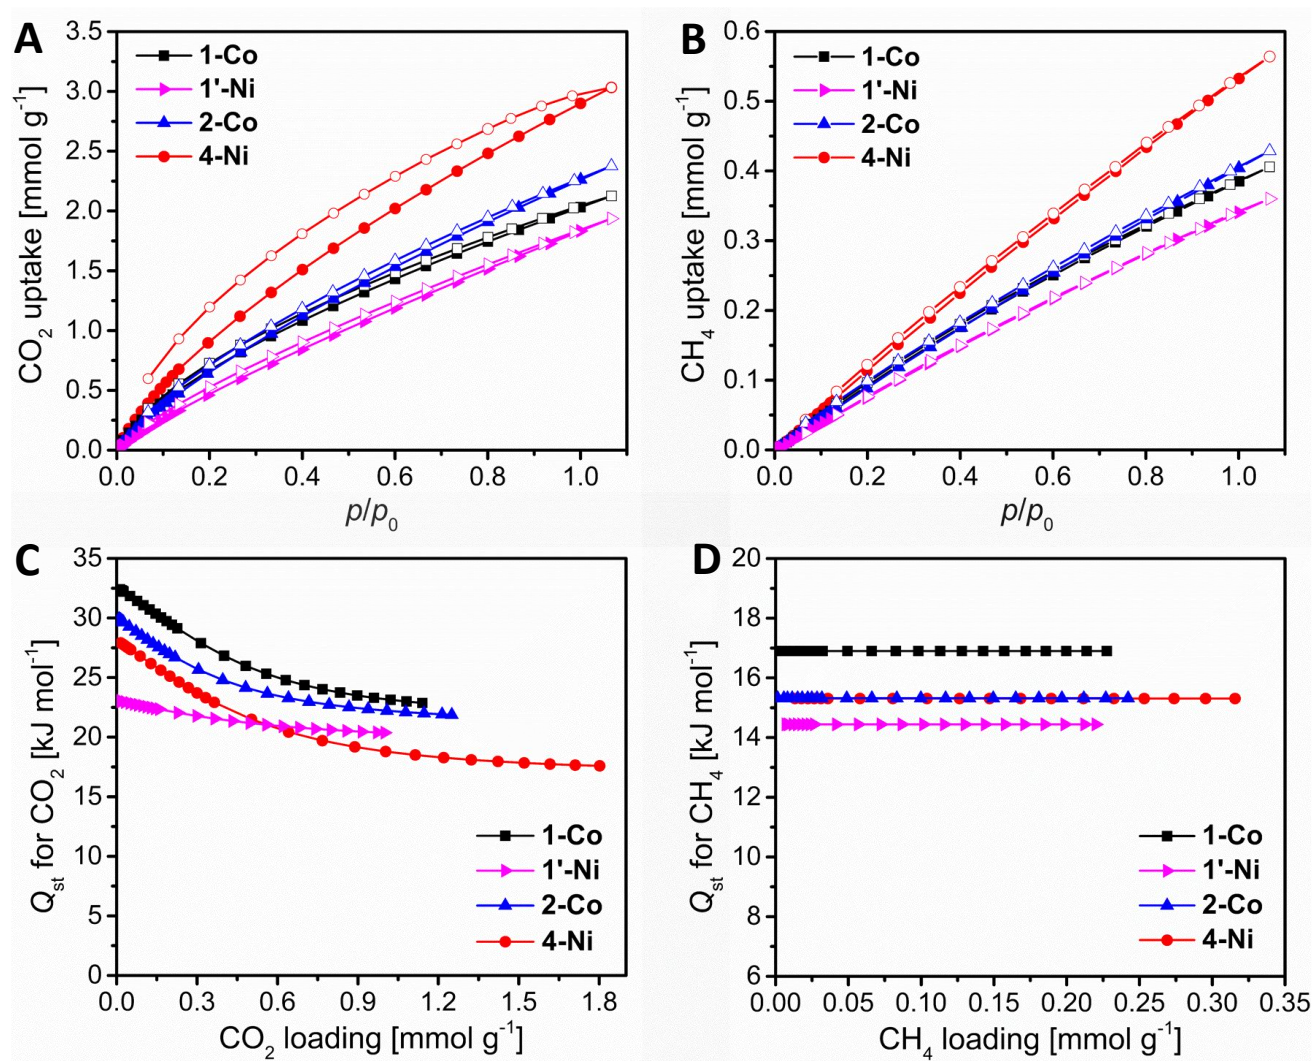 A
CO2 uptake [mmol g-1]
3.5
3.0
2.5
2.0
1.5
1.0
0.5
0.0
1-Co
1'-Ni
2-Co
4-Ni
0.0 0.2 0.4 0.6 0.8 1.0
p/p0
B
CH4 uptake [mmol g-1]
0.6
0.5
0.4
0.3
0.2
0.1
0.0
1-Co
1'-Ni
2-Co
4-Ni
0.0 0.2 0.4 0.6 0.8 1.0
p/p0
C
Qst for CO2 [kJ mol-1]
35
30
25
20
15
10
5
0
1-Co
1'-Ni
2-Co
4-Ni
0.0 0.3 0.6 0.9 1.2 1.5 1.8
CO2 loading [mmol g-1]
D
Qst for CH4 [kJ mol-1]
20
18
16
14
12
10
8
6
1-Co
1'-Ni
2-Co
4-Ni
0.00 0.05 0.10 0.15 0.20 0.25 0.30 0.35
CH4 loading [mmol g-1]